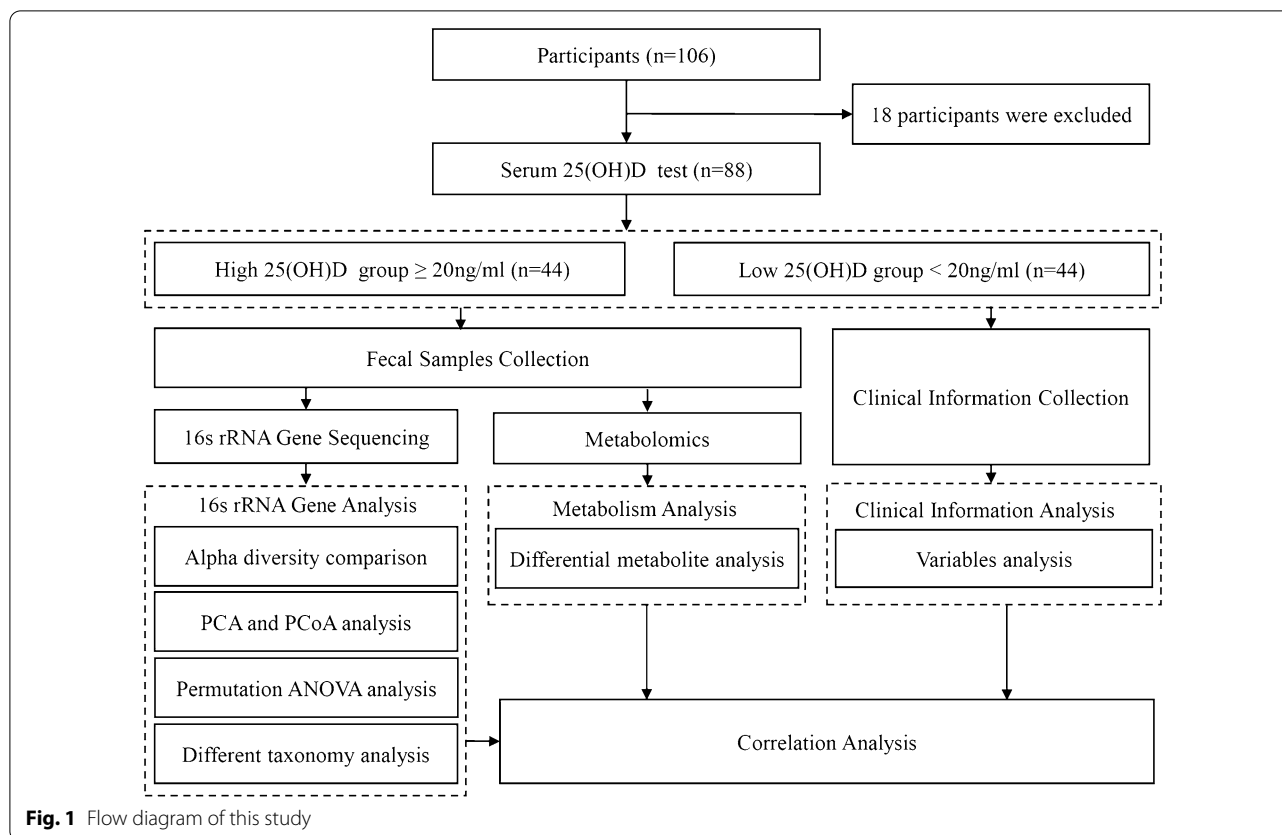 Participants (n=106)
18 participants were excluded
Serum 25(OH)D test (n=88)
High 25(OH)D group ≥ 20ng/ml (n=44)
Low 25(OH)D group < 20ng/ml (n=44)
Fecal Samples Collection
Clinical Information Collection
16s rRNA Gene Sequencing
Metabolomics
16s rRNA Gene Analysis
Alpha diversity comparison
PCA and PCoA analysis
Permutation ANOVA analysis
Different taxonomy analysis
Metabolism Analysis
Differential metabolite analysis
Clinical Information Analysis
Variables analysis
Correlation Analysis
Fig. 1 Flow diagram of this study